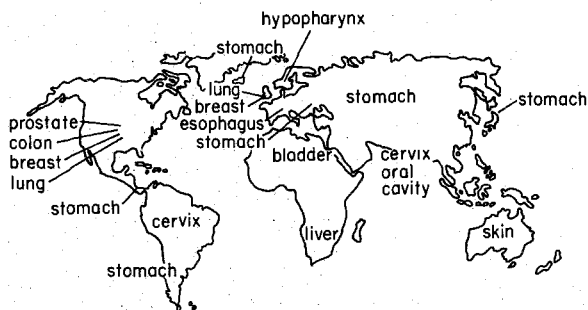 hypopharynx
stomach
lung
breast
esophagus
stomach
stomach
stomach
prostate
colon
breast
lung
bladder
cervix
oral
cavity
stomach
cervix
liver
skin
stomach